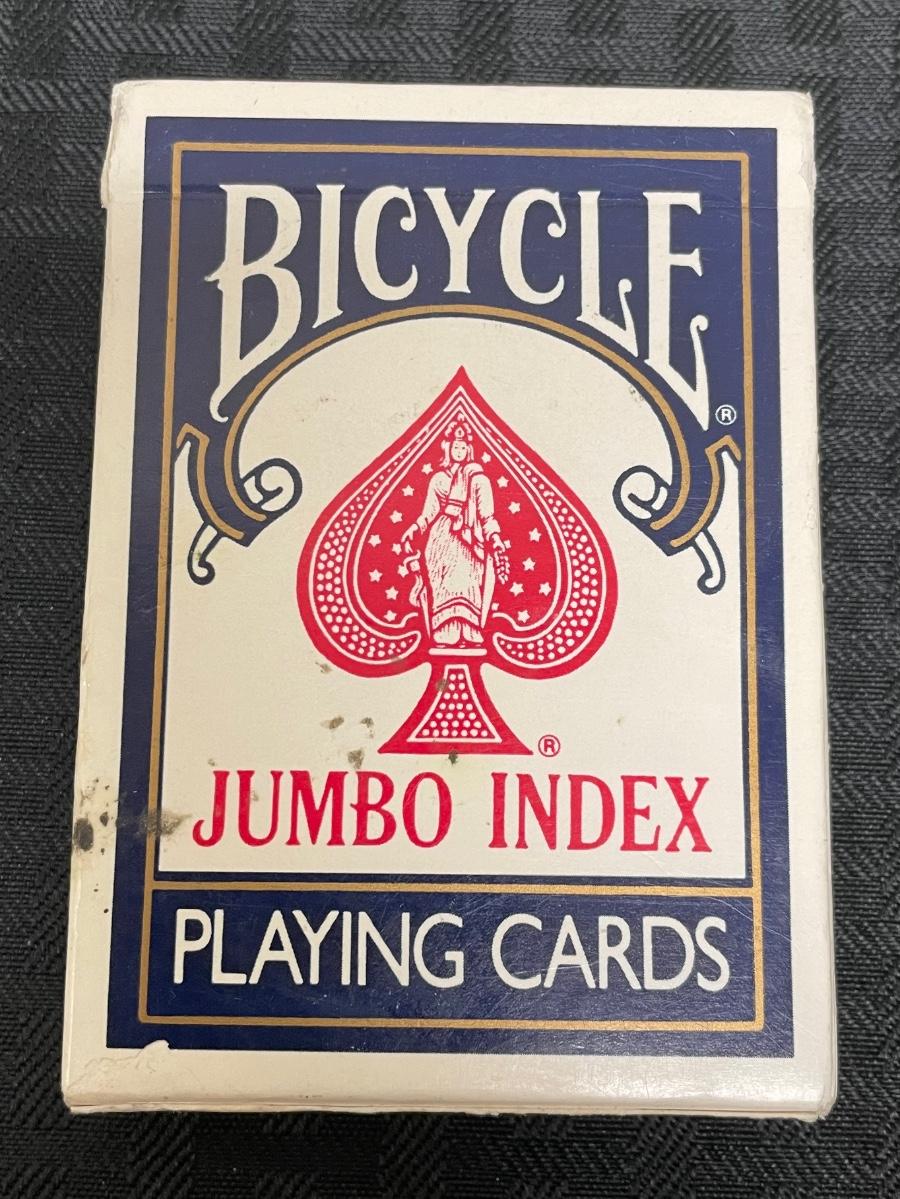 BICYCLE®
®
JUMBO INDEX
PLAYING CARDS